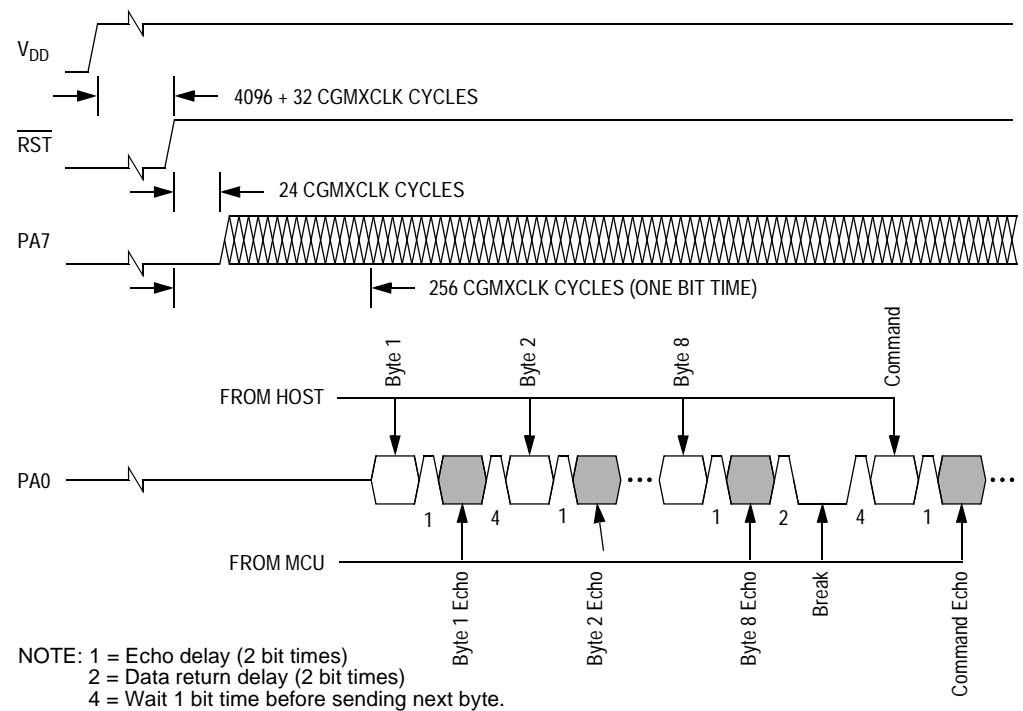 VDD
4096 + 32 CGMXCLK CYCLES
RST
24 CGMXCLK CYCLES
PA7
256 CGMXCLK CYCLES (ONE BIT TIME)
Byte 1
Byte 2
Byte 8
Command
FROM HOST
PA0
1
4
1
1
2
4
1
FROM MCU
Byte 1 Echo
Byte 2 Echo
Byte 8 Echo
Break
Command Echo
NOTE: 1 = Echo delay (2 bit times)
2 = Data return delay (2 bit times)
4 = Wait 1 bit time before sending next byte.